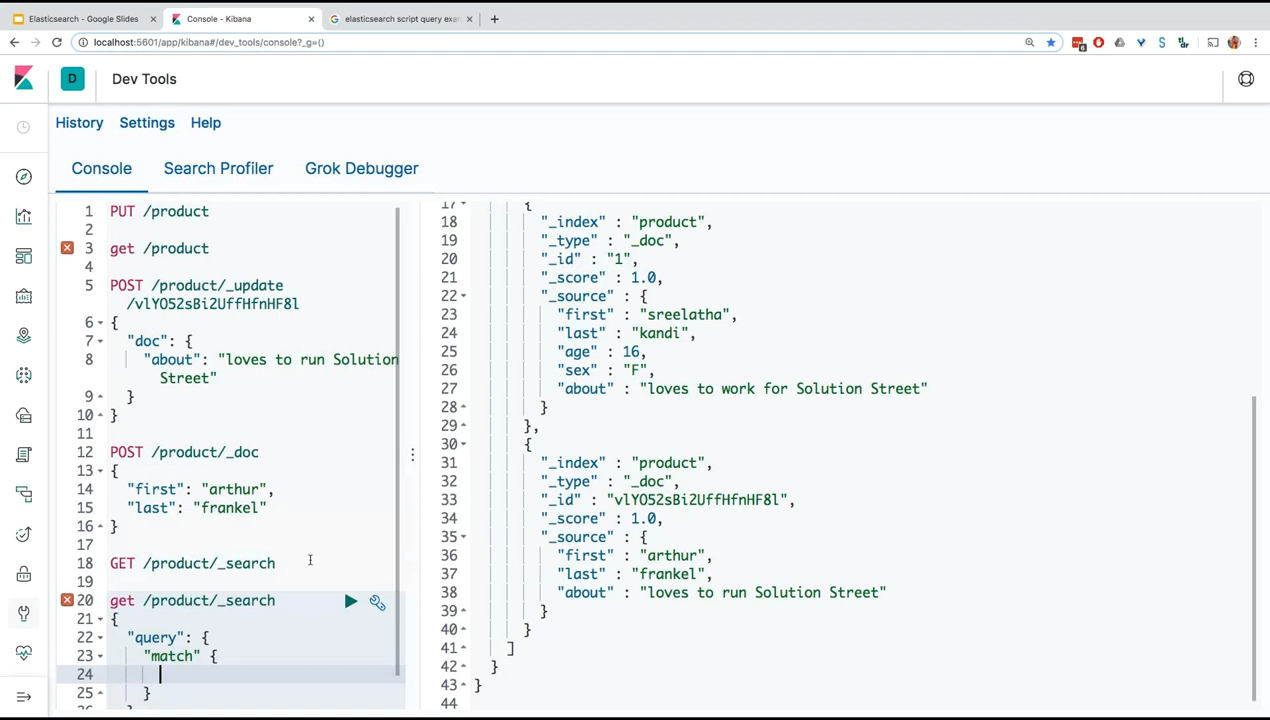 Elasticsearch - Google Slides
Console - Kibana
elasticsearch script query exa
localhost:5601/app/kibana#/dev_tools/console?_g=()
6
tl;dr
D
Dev Tools
History Settings Help
Console Search Profiler Grok Debugger
1 PUT /product
2
3 get /product
4
5 POST /product/_update
/vlYO52sBi2UffHfnHF8l
6 {
7 "doc": {
8 "about": "loves to run Solution
Street"
9 }
10 }
11
12 POST /product/_doc
13 {
14 "first": "arthur",
15 "last": "frankel"
16 }
17
18 GET /product/_search
19
20 get /product/_search
21 {
22 "query": {
23 "match" {
24
25 }
17 {
18 "_index" : "product",
19 "_type" : "_doc",
20 "_id" : "1",
21 "_score" : 1.0,
22 "_source" : {
23 "first" : "sreelatha",
24 "last" : "kandi",
25 "age" : 16,
26 "sex" : "F",
27 "about" : "loves to work for Solution Street"
28 }
29 },
30 {
31 "_index" : "product",
32 "_type" : "_doc",
33 "_id" : "vlYO52sBi2UffHfnHF8l",
34 "_score" : 1.0,
35 "_source" : {
36 "first" : "arthur",
37 "last" : "frankel",
38 "about" : "loves to run Solution Street"
39 }
40 }
41 ]
42 }
43 }
44